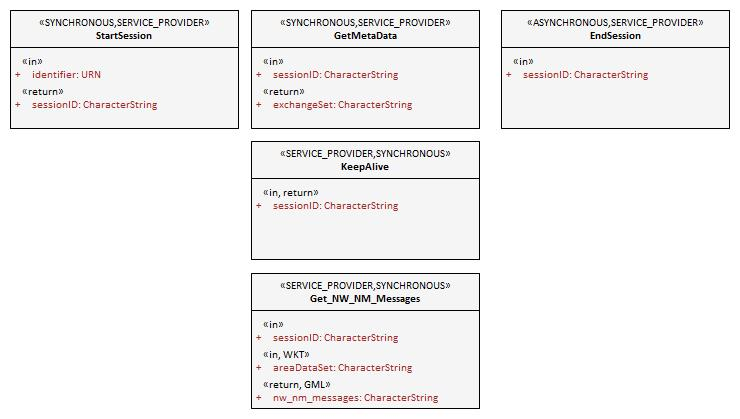 «SYNCHRONOUS,SERVICE_PROVIDER»
StartSession
«in»
+ identifier: URN
«return»
+ sessionID: CharacterString
«SYNCHRONOUS,SERVICE_PROVIDER»
GetMetaData
«in»
+ sessionID: CharacterString
«return»
+ exchangeSet: CharacterString
«ASYNCHRONOUS,SERVICE_PROVIDER»
EndSession
«in»
+ sessionID: CharacterString
«SERVICE_PROVIDER,SYNCHRONOUS»
KeepAlive
«in, return»
+ sessionID: CharacterString
«SERVICE_PROVIDER,SYNCHRONOUS»
Get_NW_NM_Messages
«in»
+ sessionID: CharacterString
«in, WKT»
+ areaDataSet: CharacterString
«return, GML»
+ nw_nm_messages: CharacterString